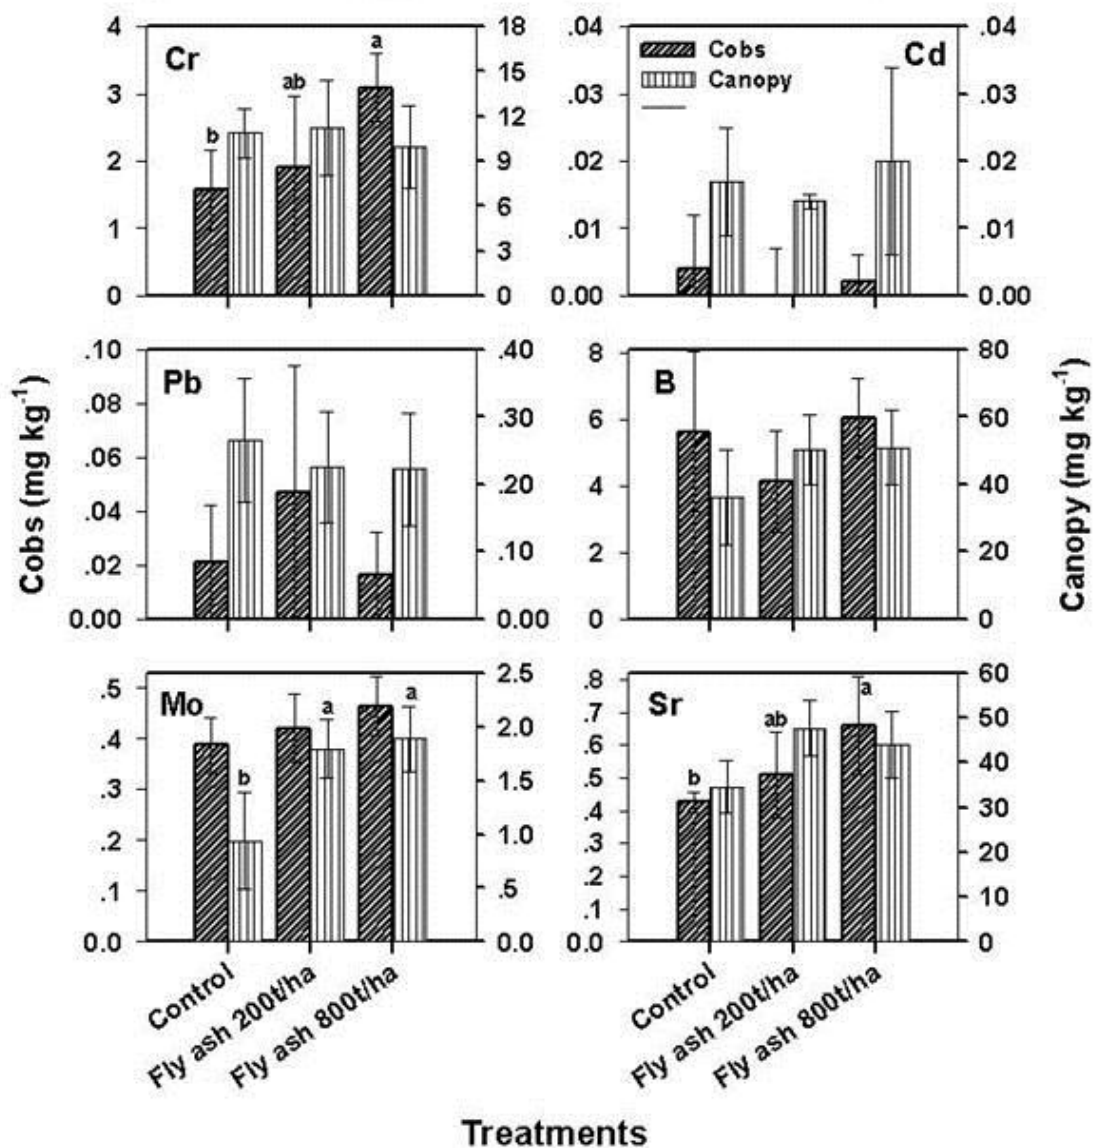 4 18 .04 .04
Cr a Cobs Cd
3 15 .03 Canopy .03
ab
b 12
2 9 .02 .02
6
1 .01 .01
3
0 0 0.00 0.00
.10 .40 8 80
Pb B
.08 .30 6 60
.06
.20 4 40
.04
.10 2 20
.02
0.00 0.00 0 0
Cobs (mg kg-1)
Canopy (mg kg-1)
.5 2.5 .8 60
Mo a a Sr ab a
.4 2.0 .7 50
b .6 b
.3 1.5 .5 40
.4 30
.2 1.0 .3 20
.1 .5 .2 10
.1
0.0 0.0 0.0 0
Control Control
Fly ash 200t/ha Fly ash 200t/ha
Fly ash 800t/ha Fly ash 800t/ha
Treatments